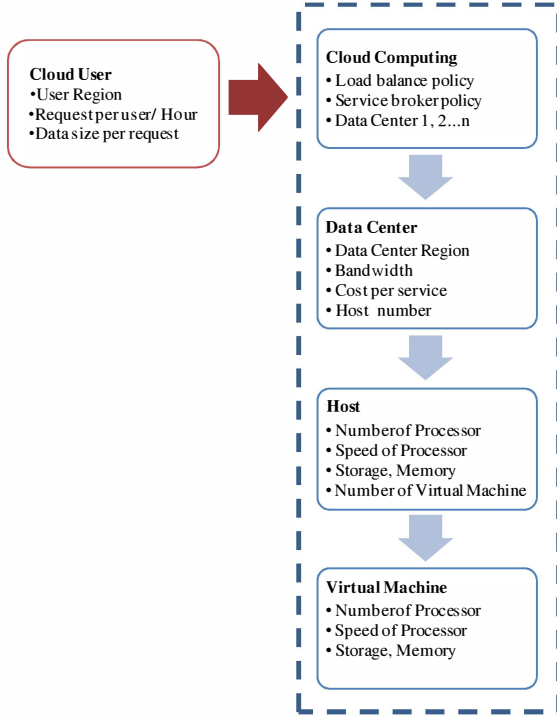 Cloud User
•User Region
•Request per user/ Hour
•Data size per request
Cloud Computing
• Load balance policy
• Service broker policy
• Data Center 1, 2...n
Data Center
• Data Center Region
• Bandwidth
• Cost per service
• Host number
Host
• Numberof Processor
• Speed of Processor
• Storage, Memory
• Number of Virtual Machine
Virtual Machine
• Numberof Processor
• Speed of Processor
• Storage, Memory